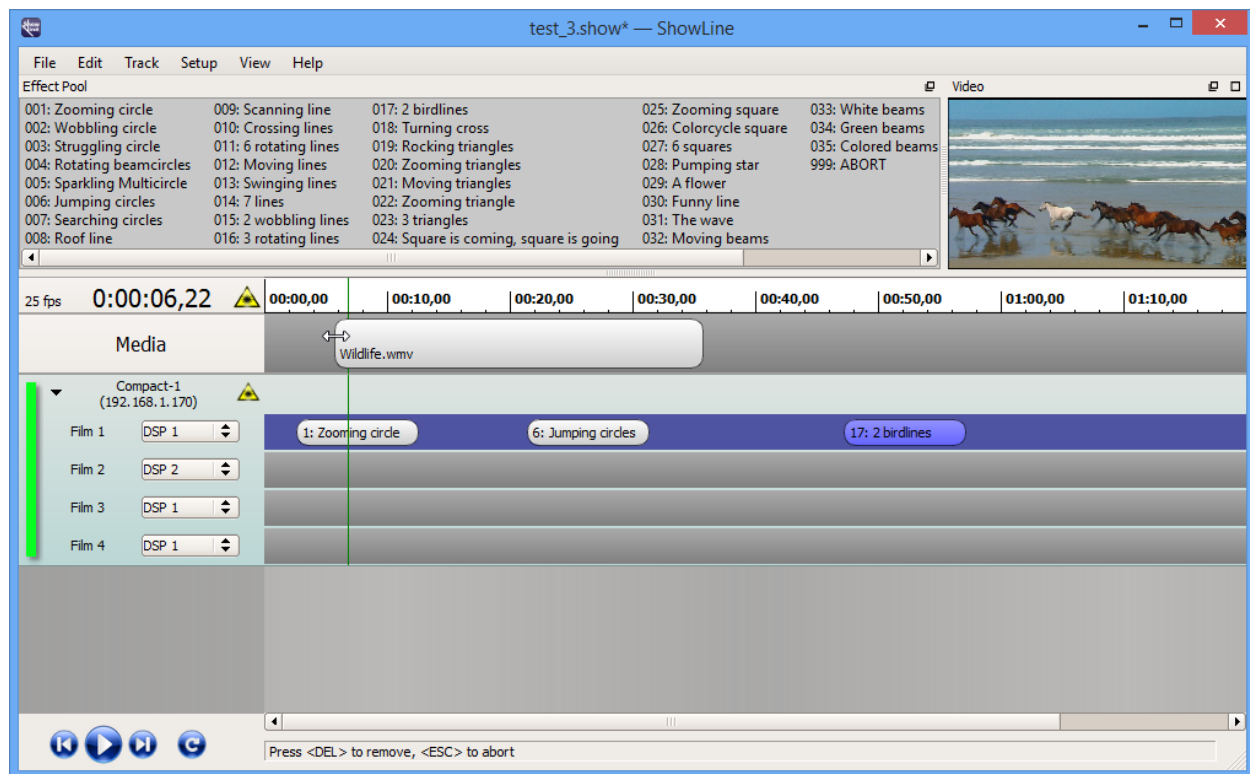 test_3.show* — ShowLine
File Edit Track Setup View Help
Effect Pool
Video
001: Zooming circle 009: Scanning line 017: 2 birdlines 025: Zooming square 033: White beams
002: Wobbling circle 010: Crossing lines 018: Turning cross 026: Colorcycle square 034: Green beams
003: Struggling circle 011: 6 rotating lines 019: Rocking triangles 027: 6 squares 035: Colored beams
004: Rotating beamcircles 012: Moving lines 020: Zooming triangles 028: Pumping star 999: ABORT
005: Sparkling Multicircle 013: Swinging lines 021: Moving triangles 029: A flower
006: Jumping circles 014: 7 lines 022: Zooming triangle 030: Funny line
007: Searching circles 015: 2 wobbling lines 023: 3 triangles 031: The wave
008: Roof line 016: 3 rotating lines 024: Square is coming, square is going 032: Moving beams
25 fps 0:00:06,22 00:00,00 00:10,00 00:20,00 00:30,00 00:40,00 00:50,00 01:00,00 01:10,00
Media
Wildlife.wmv
Compact-1
(192.168.1.170)
Film 1 DSP 1 1: Zooming circle 6: Jumping circles 17: 2 birdlines
Film 2 DSP 2
Film 3 DSP 1
Film 4 DSP 1
Press <DEL> to remove, <ESC> to abort